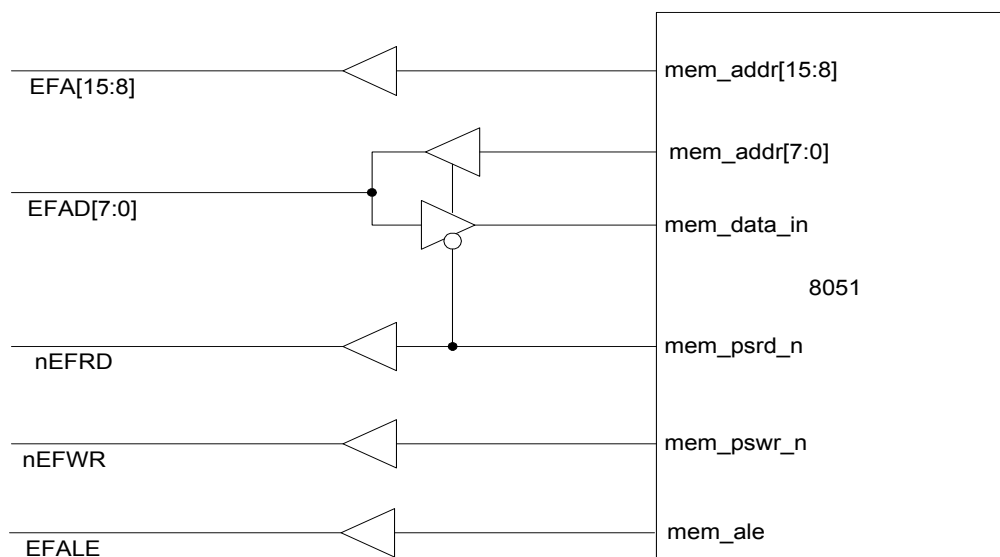 mem_addr[15:8]
EFA[15:8]
mem_addr[7:0]
EFAD[7:0]
mem_data_in
8051
mem_psrd_n
nEFRD
mem_pswr_n
nEFWR
mem_ale
EFALE